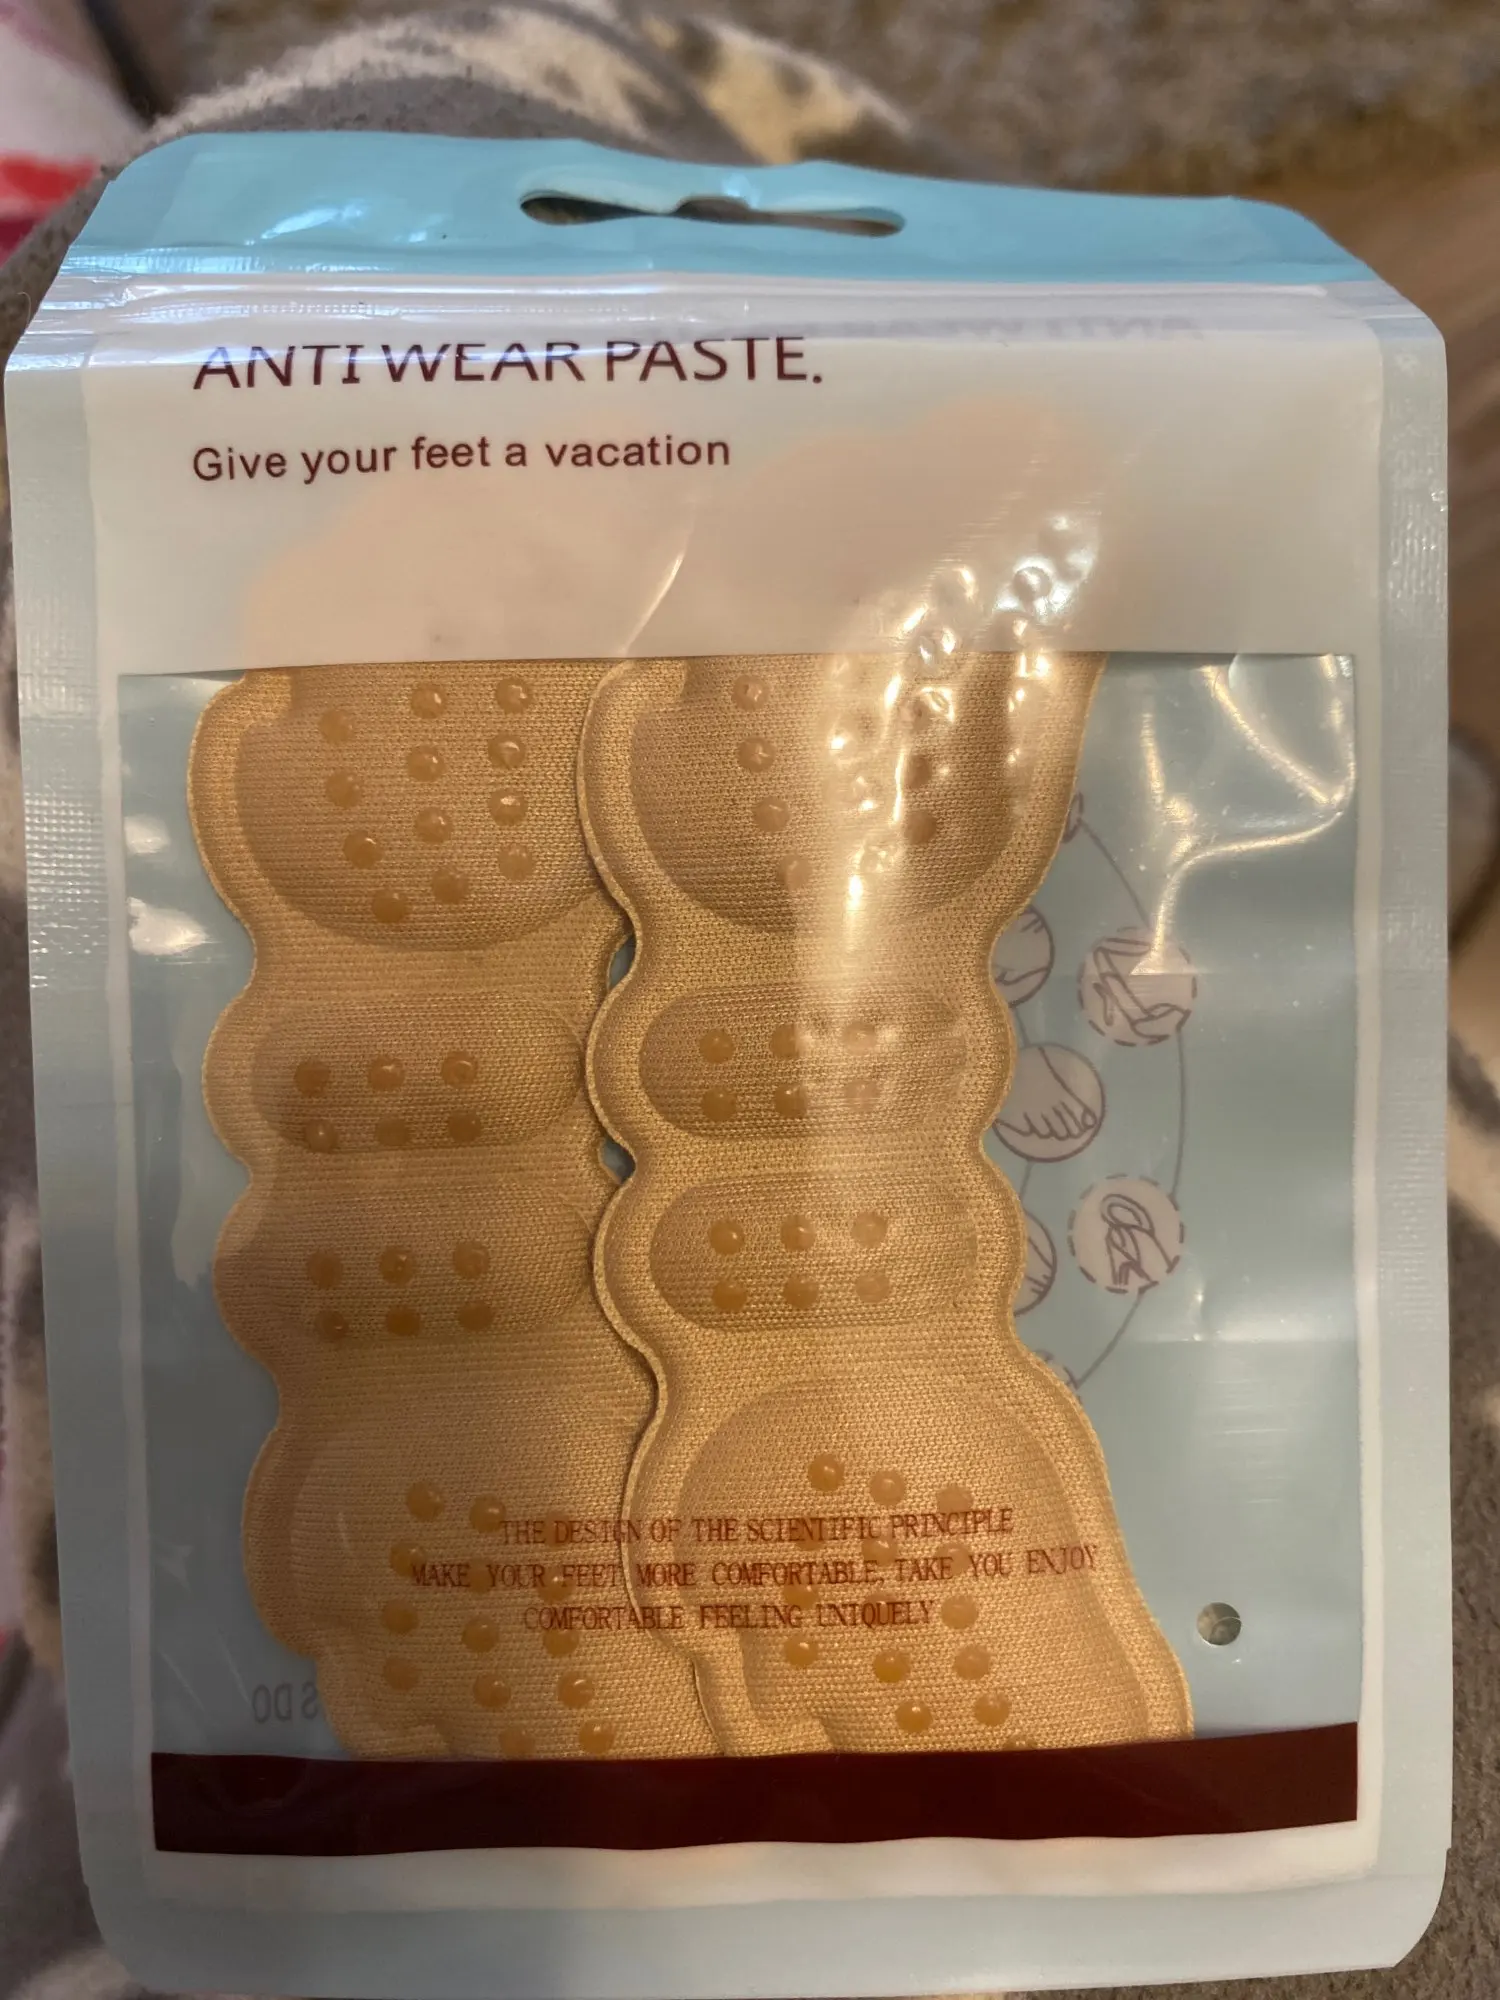 ANTI WEAR PASTE.
Give your feet a vacation
THE DESIGN OF THE SCIENTIFIC PRINCIPLE
MAKE YOUR FEET MORE COMFORTABLE, TAKE YOU ENJOY
COMFORTABLE FEELING UNIQUELY